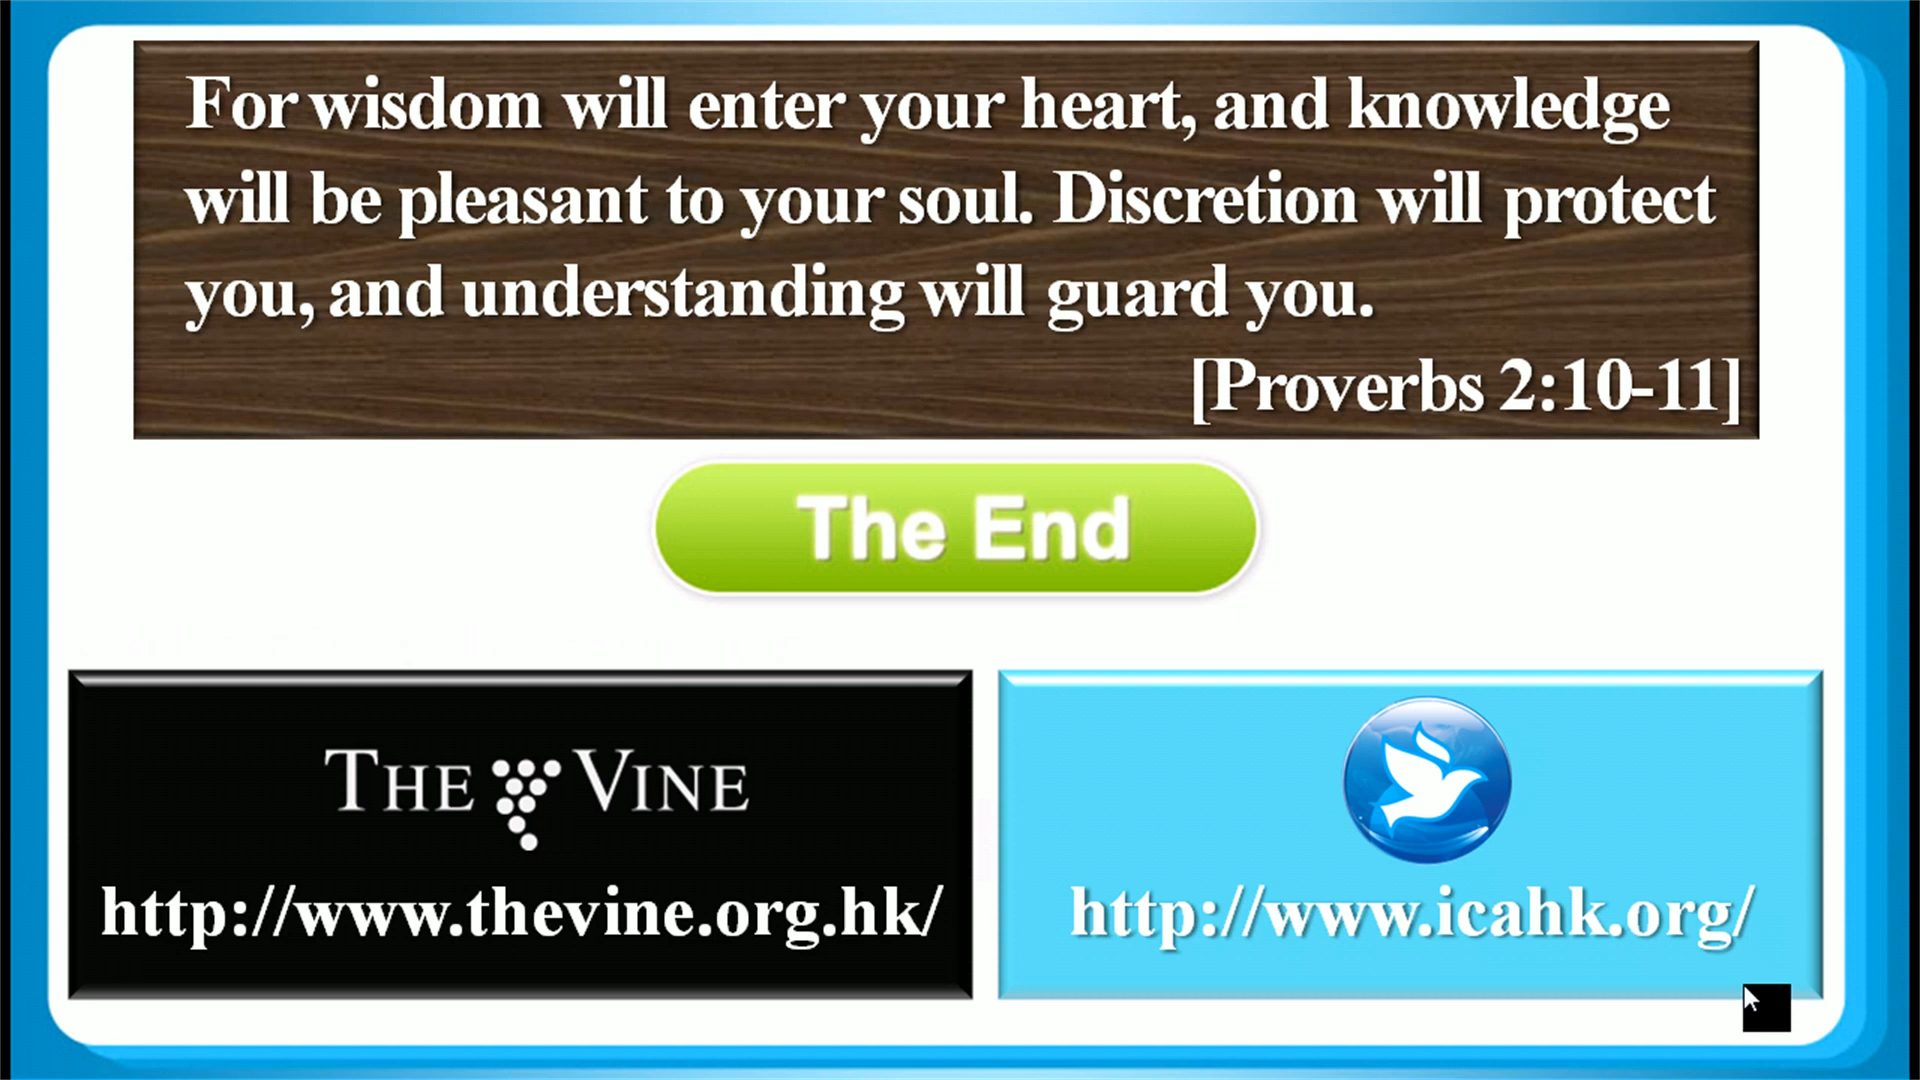 For wisdom will enter your heart, and knowledge
will be pleasant to your soul. Discretion will protect
you, and understanding will guard you.
[Proverbs 2:10-11]
The End
THE VINE
http://www.thevine.org.hk/
http://www.icahk.org/